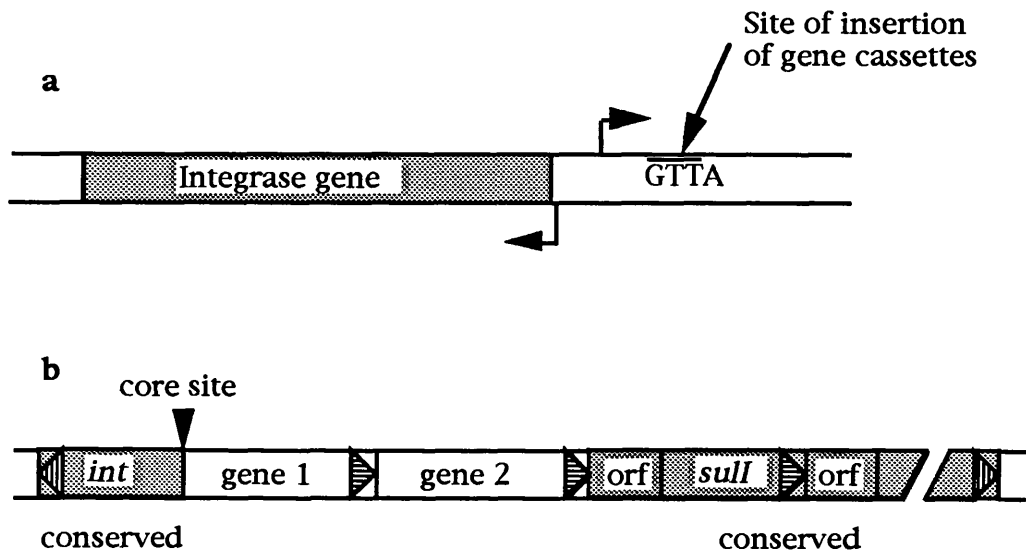 Site of insertion
of gene cassettes
a
Integrase gene
GTTA
b
core site
int
gene 1
gene 2
orf
sulI
orf
conserved
conserved